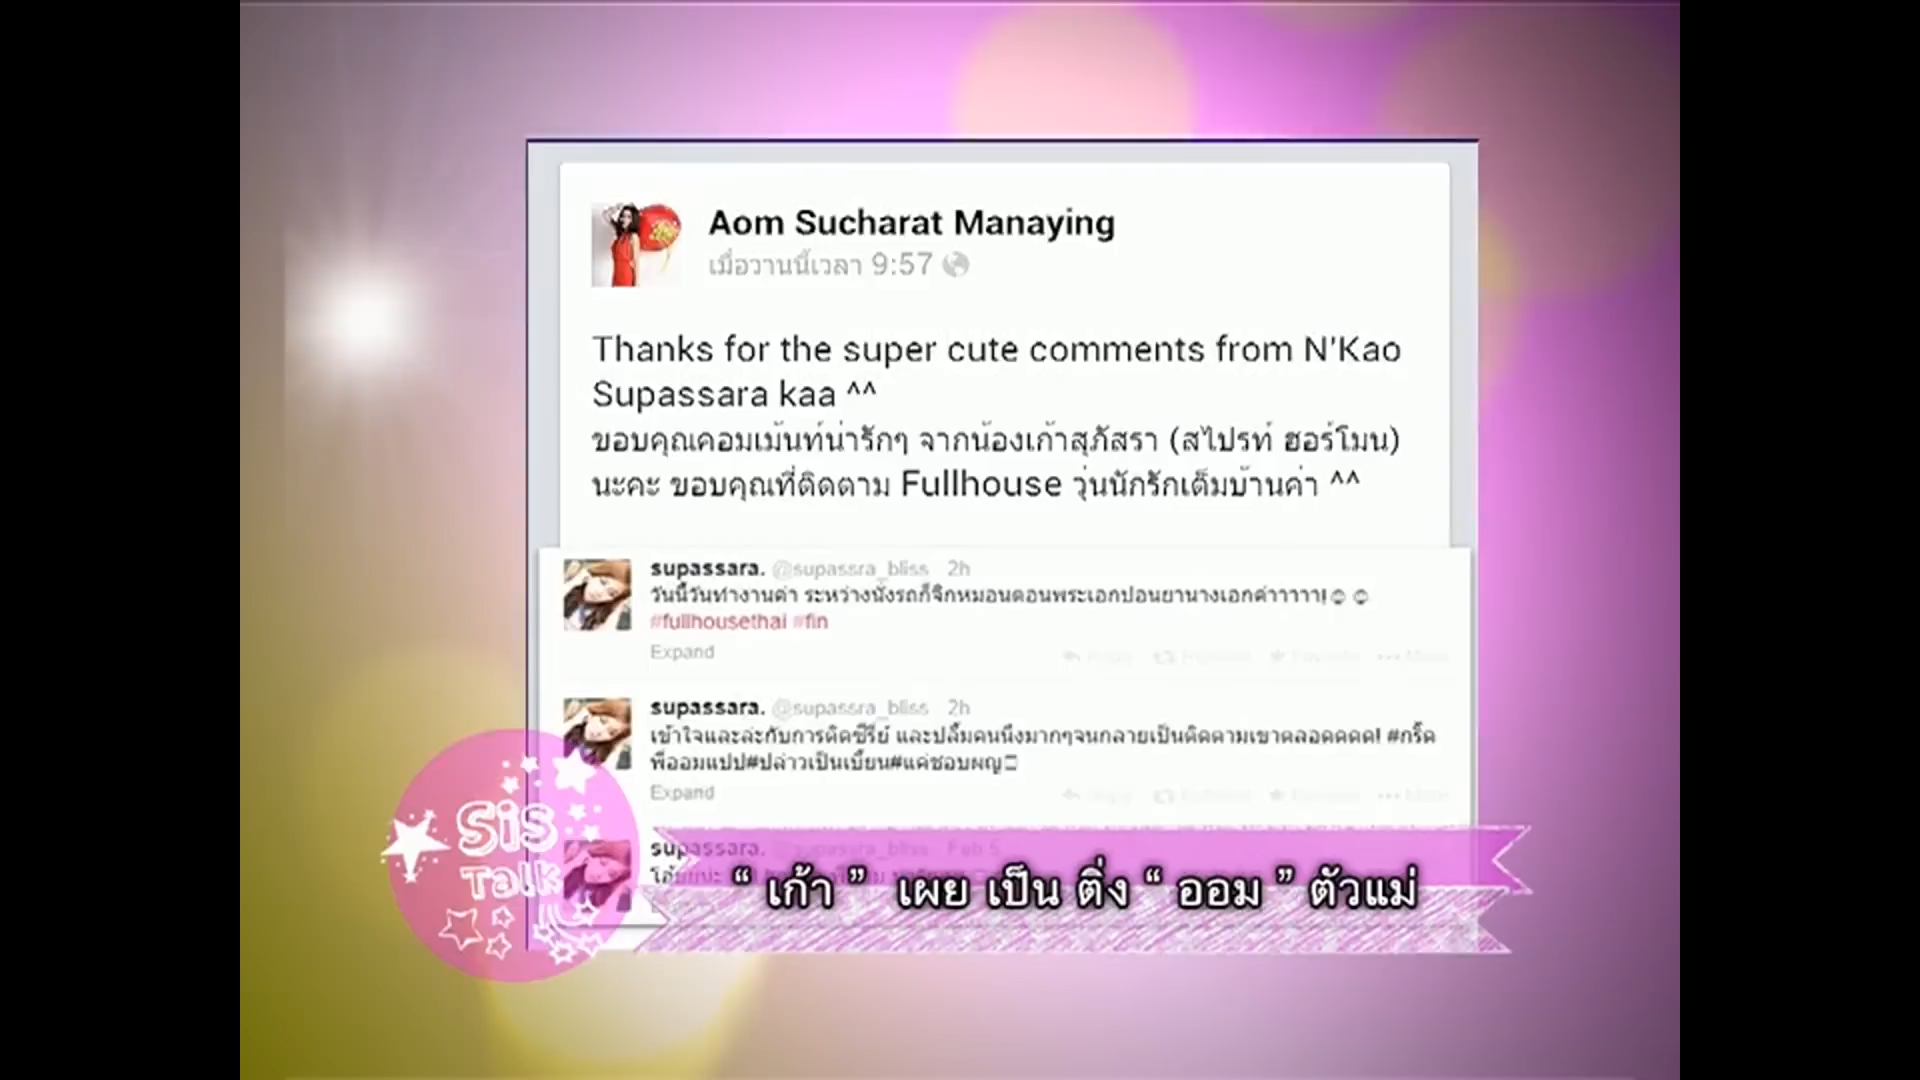 Aom Sucharat Manaying
เมื่อวานนี้เวลา 9:57
Thanks for the super cute comments from N'Kao
Supassara kaa ^^
ขอบคุณคอมเม้นท์น่ารักๆ จากน้องเก้าสุภัสรา (สไปรท์ ฮอร์โมน)
นะคะ ขอบคุณที่ติดตาม Fullhouse วุ่นนักรักเต็มบ้านค่า ^^
supassara. @supassra_bliss 2h
วันนี้วันทำงานค่า ระหว่างนั่งรถก็จิกหมอนตอนพระเอกป้อนยานางเอกค่าาาาา!
#fullhousethai #fin
Expand
supassara. @supassra_bliss 2h
เข้าใจและล่ะกับการติดซีรี่ย์ และปลื้มคนนึงมากๆจนกลายเป็นติดตามเขาตลอดดดด! #กรี๊ด
พี่ออมแปป#ปล่าวเป็นเบี้ยน#แค่ชอบผญ
Expand
supassara. @supassra_bliss Feb 5
Sis
Talk
“ เก้า ” เผย เป็น ติ่ง “ ออม ” ตัวแม่